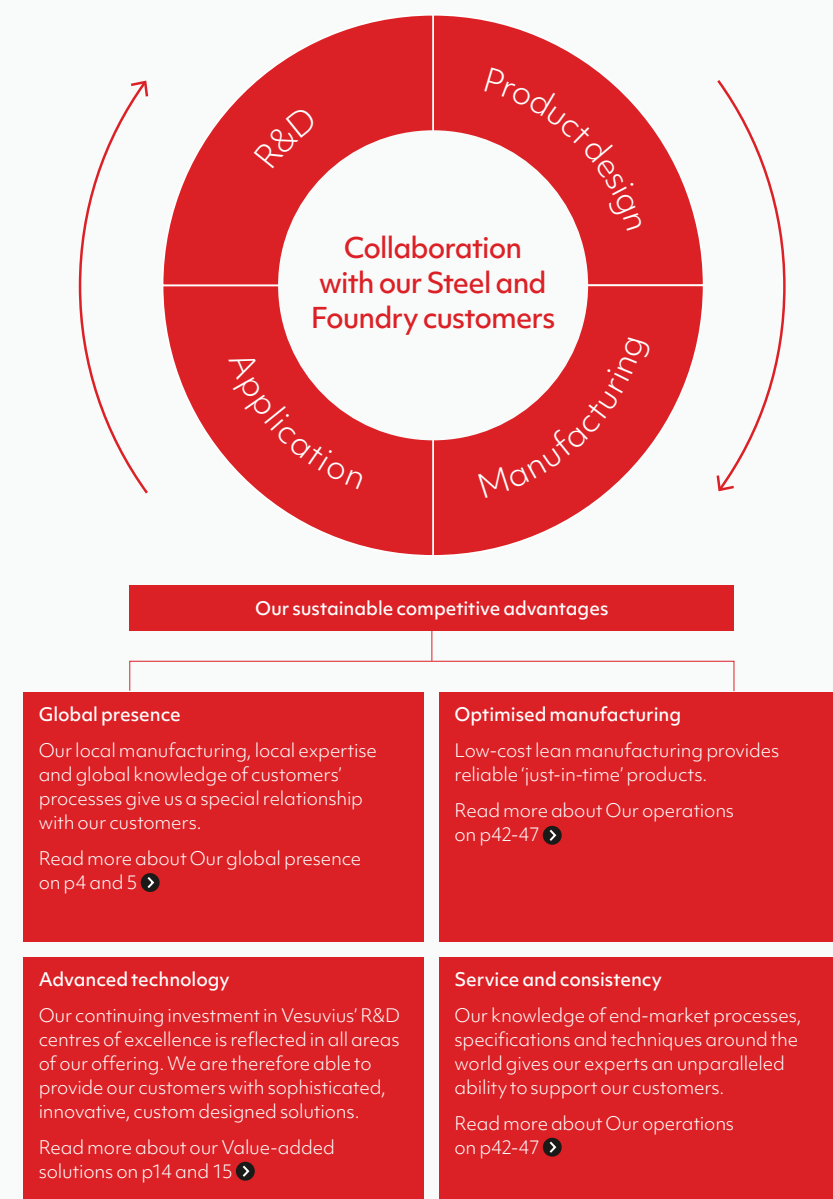 R&D
Product design
Collaboration
with our Steel and
Foundry customers
Application
Manufacturing
Our sustainable competitive advantages
Global presence
Our local manufacturing, local expertise
and global knowledge of customers’
processes give us a special relationship
with our customers.
Read more about Our global presence
on p4 and 5
Optimised manufacturing
Low-cost lean manufacturing provides
reliable ‘just-in-time’ products.
Read more about Our operations
on p42-47
Advanced technology
Our continuing investment in Vesuvius’ R&D
centres of excellence is reflected in all areas
of our offering. We are therefore able to
provide our customers with sophisticated,
innovative, custom designed solutions.
Read more about our Value-added
solutions on p14 and 15
Service and consistency
Our knowledge of end-market processes,
specifications and techniques around the
world gives our experts an unparalleled
ability to support our customers.
Read more about Our operations
on p42-47